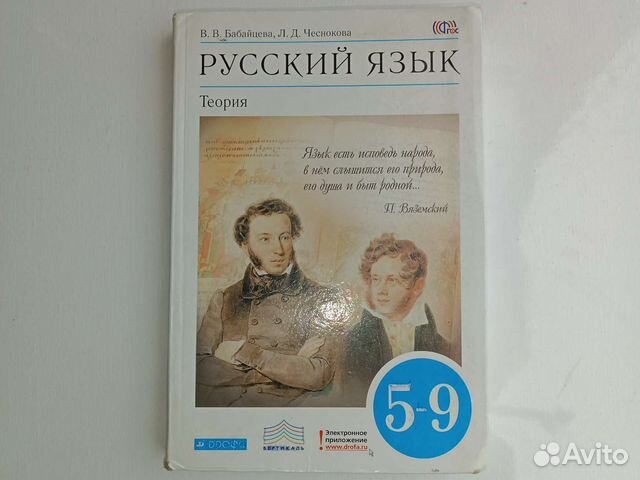 В. В. Бабайцева, Л. Д. Чеснокова
ФГОС
РУССКИЙ ЯЗЫК
Теория
Язык есть исповедь народа,
в нём слышится его природа,
его душа и быт родной...
П. Вяземский
5-9
ДРОФА
ВЕРТИКАЛЬ
! Электронное
приложение
www.drofa.ru
Avito